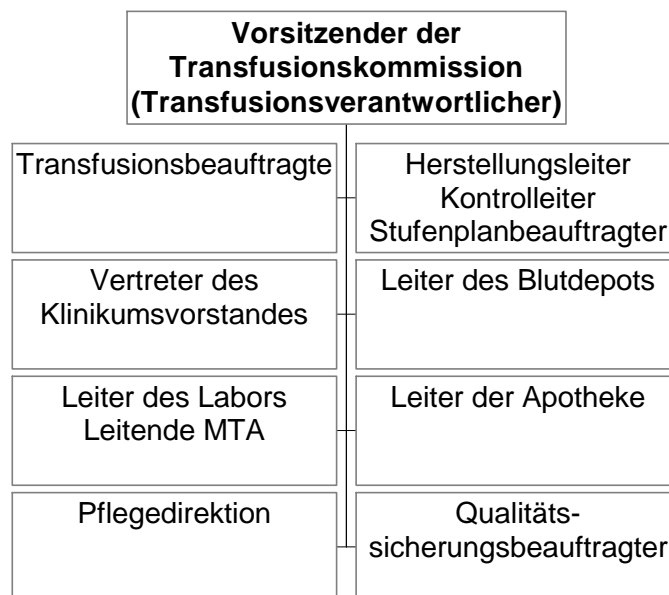 Vorsitzender der
Transfusionskommission
(Transfusionsverantwortlicher)
Transfusionsbeauftragte
Herstellungsleiter
Kontrolleiter
Stufenplanbeauftragter
Vertreter des
Klinikumsvorstandes
Leiter des Blutdepots
Leiter des Labors
Leitende MTA
Leiter der Apotheke
Pflegedirektion
Qualitäts-
sicherungsbeauftragter